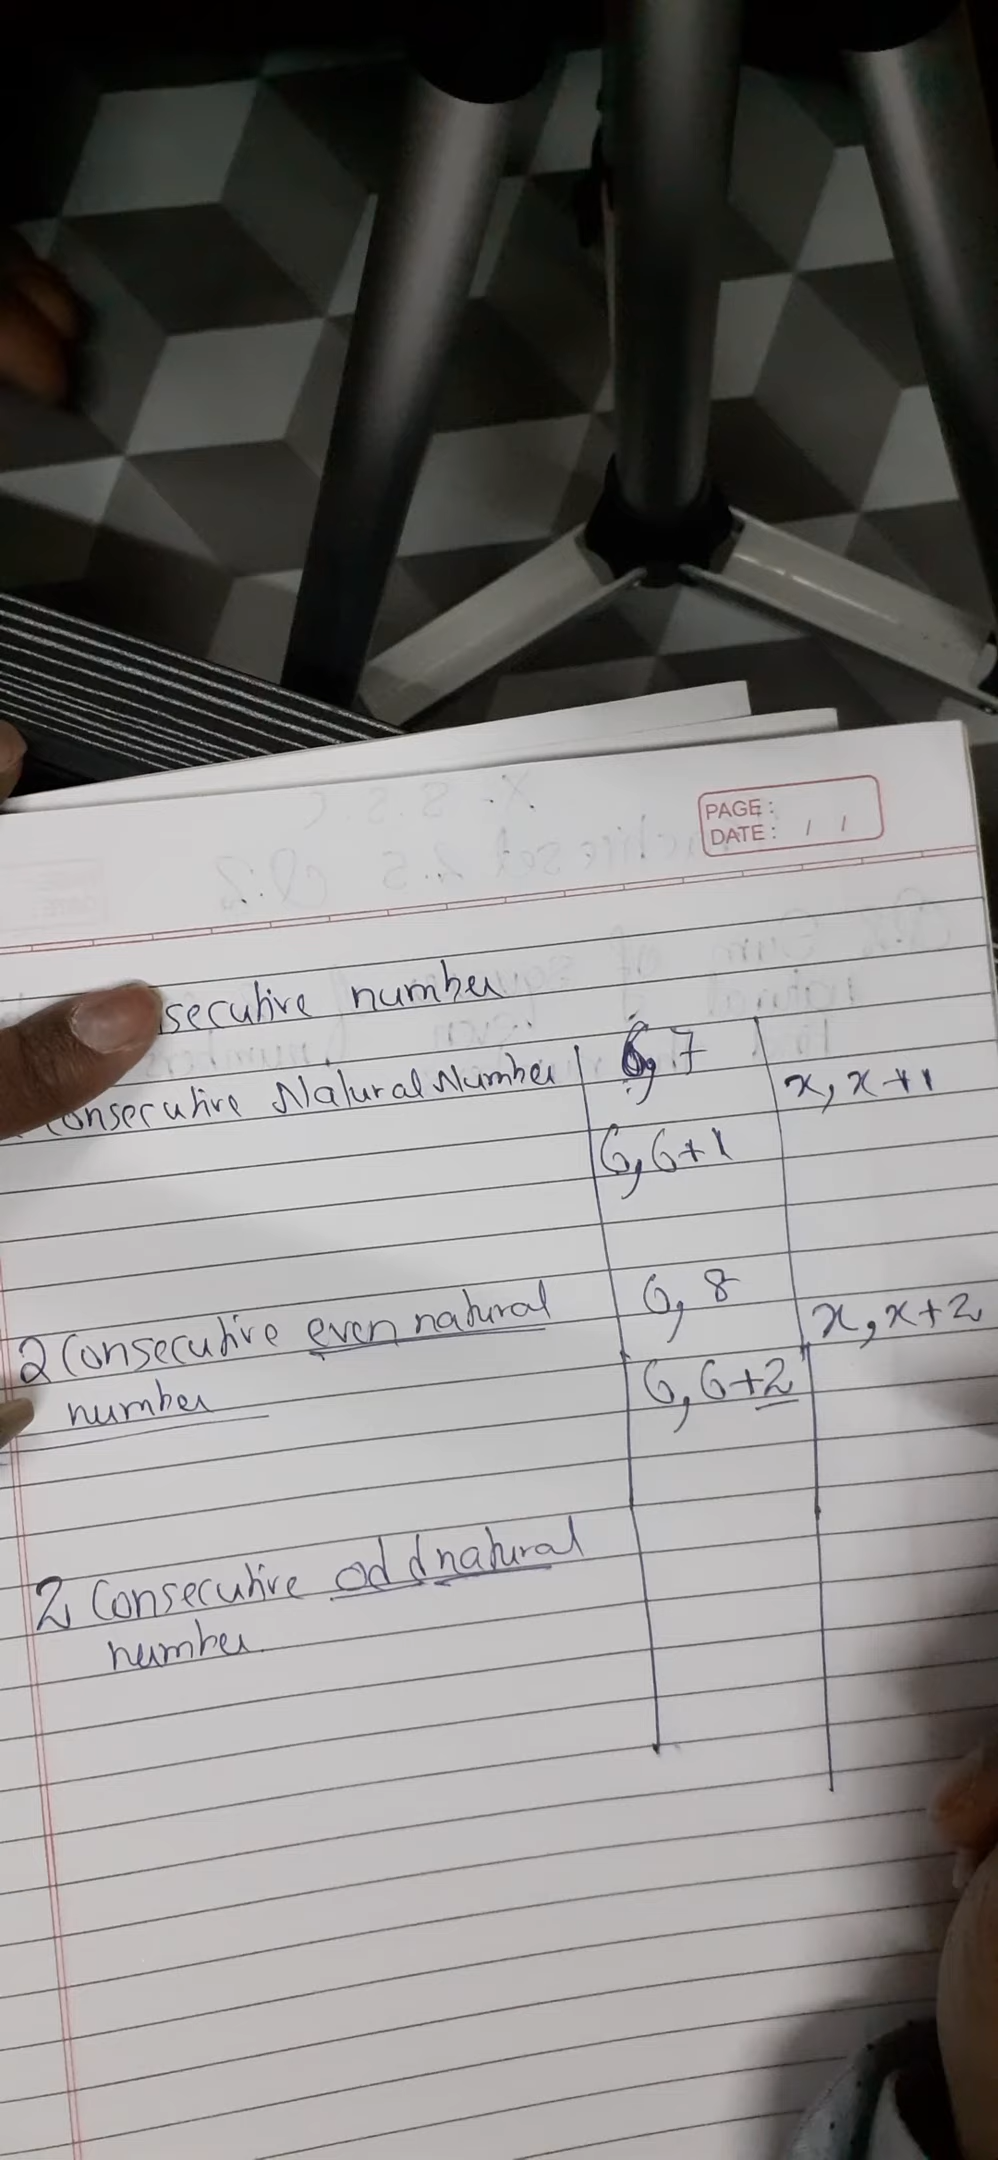 PAGE:
DATE: / /
secutive number
consecutive Natural Number 6, 7 x, x+1
6, 6+1
2 Consecutive even natural 6, 8 x, x+2
number 6, 6+2
2 Consecutive odd natural
number.